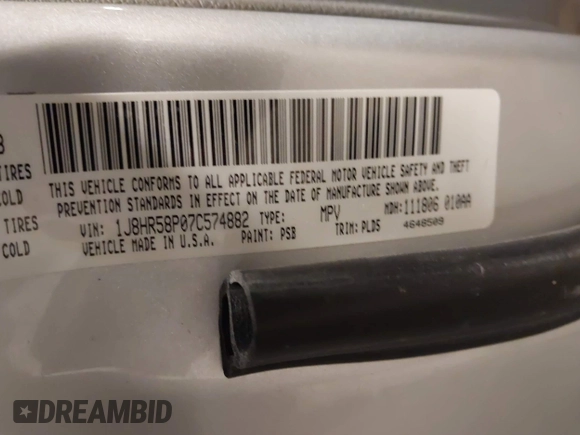 TIRES
COLD
TIRES
COLD
THIS VEHICLE CONFORMS TO ALL APPLICABLE FEDERAL MOTOR VEHICLE SAFETY AND THEFT
PREVENTION STANDARDS IN EFFECT ON THE DATE OF MANUFACTURE SHOWN ABOVE.
VIN: 1J8HR58P07C574882 TYPE: MPV MDH: 111806 010AA
VEHICLE MADE IN U.S.A. PAINT: PSB TRIM: PLD5 4648509
DREAMBID